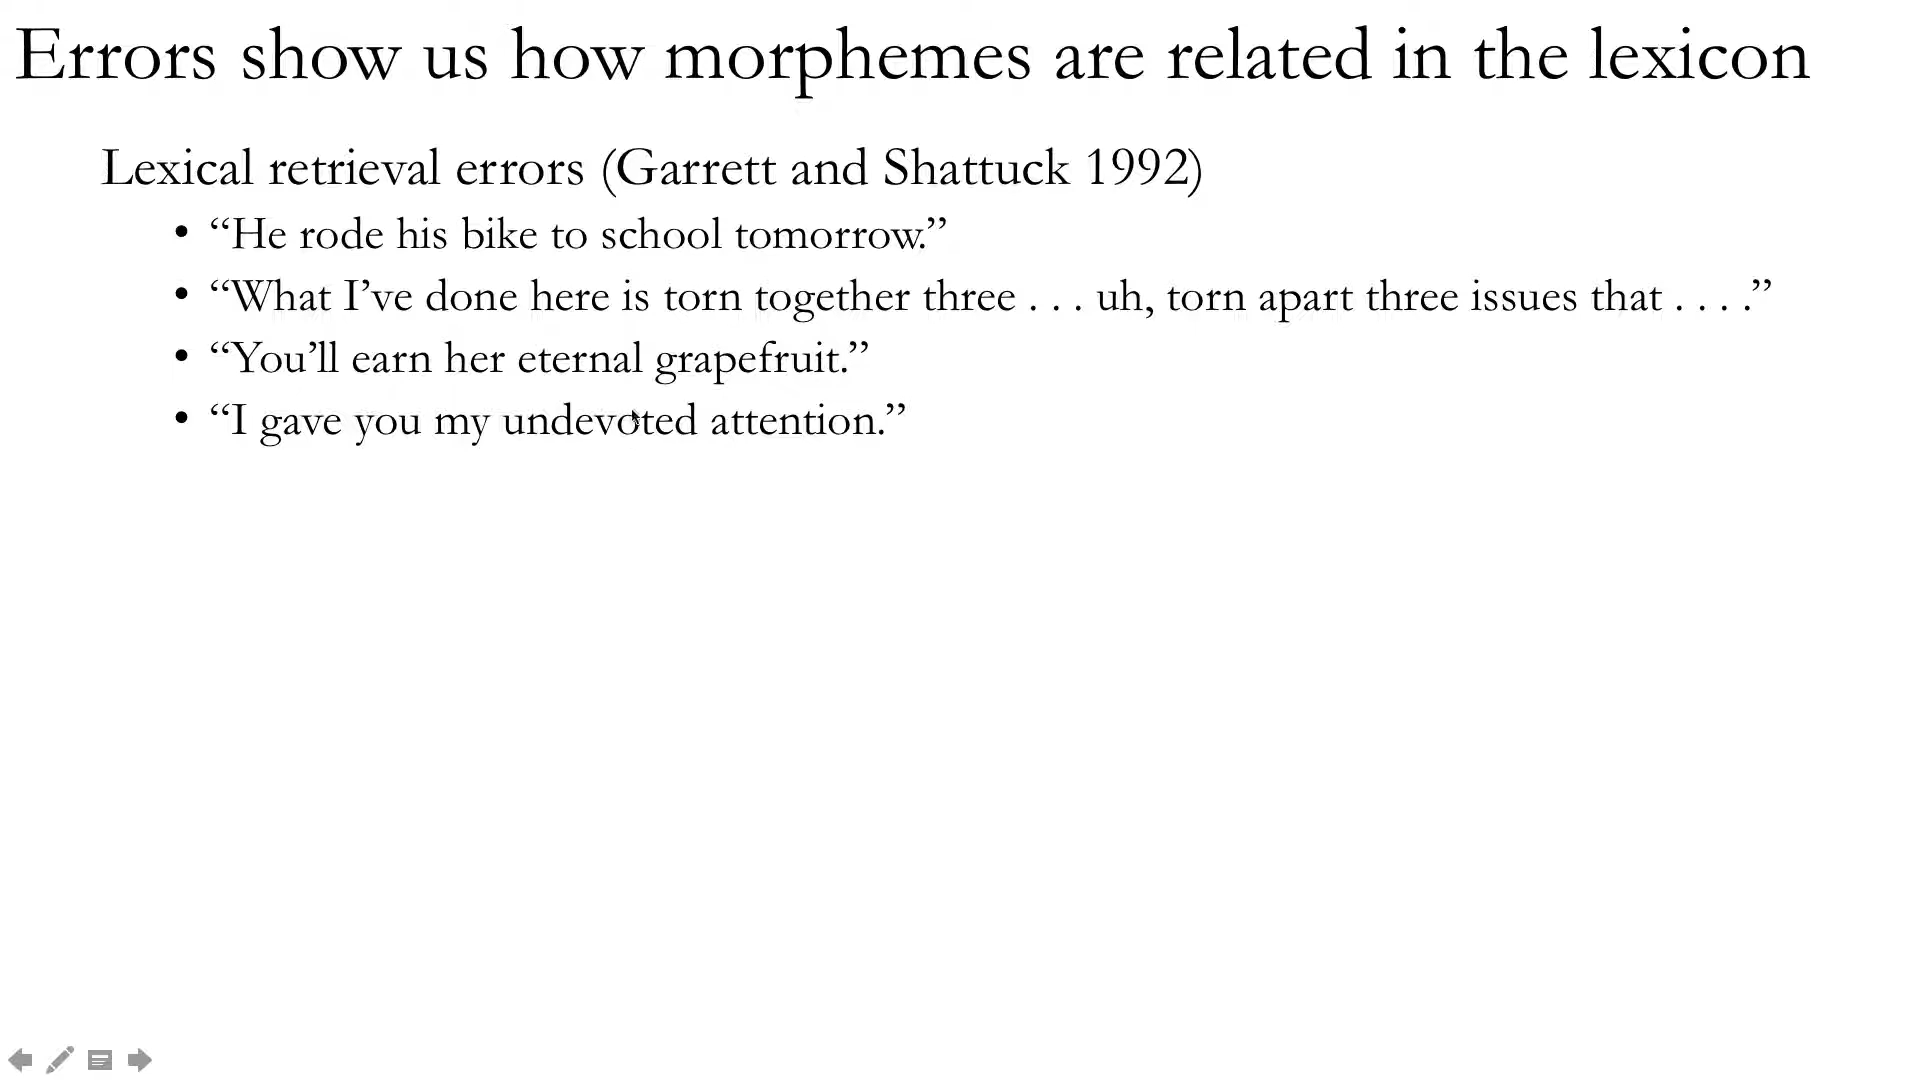 Errors show us how morphemes are related in the lexicon
Lexical retrieval errors (Garrett and Shattuck 1992)
• “He rode his bike to school tomorrow.”
• “What I’ve done here is torn together three . . . uh, torn apart three issues that . . . .”
• “You’ll earn her eternal grapefruit.”
• “I gave you my undevoted attention.”